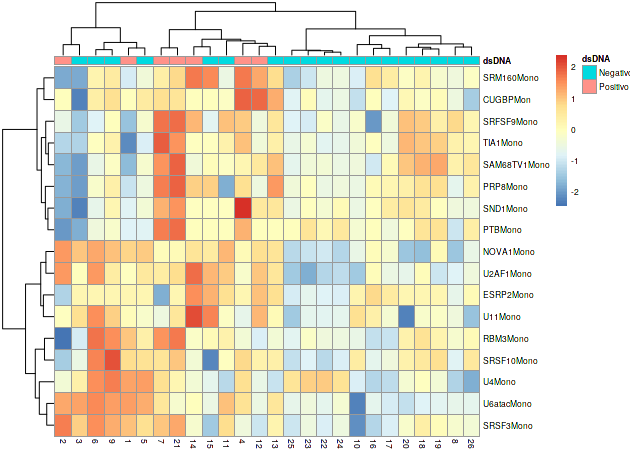 dsDNA
SRM160Mono
CUGBPMon
SRFSF9Mono
TIA1Mono
SAM68TV1Mono
PRP8Mono
SND1Mono
PTBMono
NOVA1Mono
U2AF1Mono
ESRP2Mono
U11Mono
RBM3Mono
SRSF10Mono
U4Mono
U6atacMono
SRSF3Mono
2 3 6 9 1 5 7 21 14 15 11 4 12 13 25 23 22 24 10 16 17 20 18 19 8 26
2
1
0
-1
-2
dsDNA
Negativo
Positivo